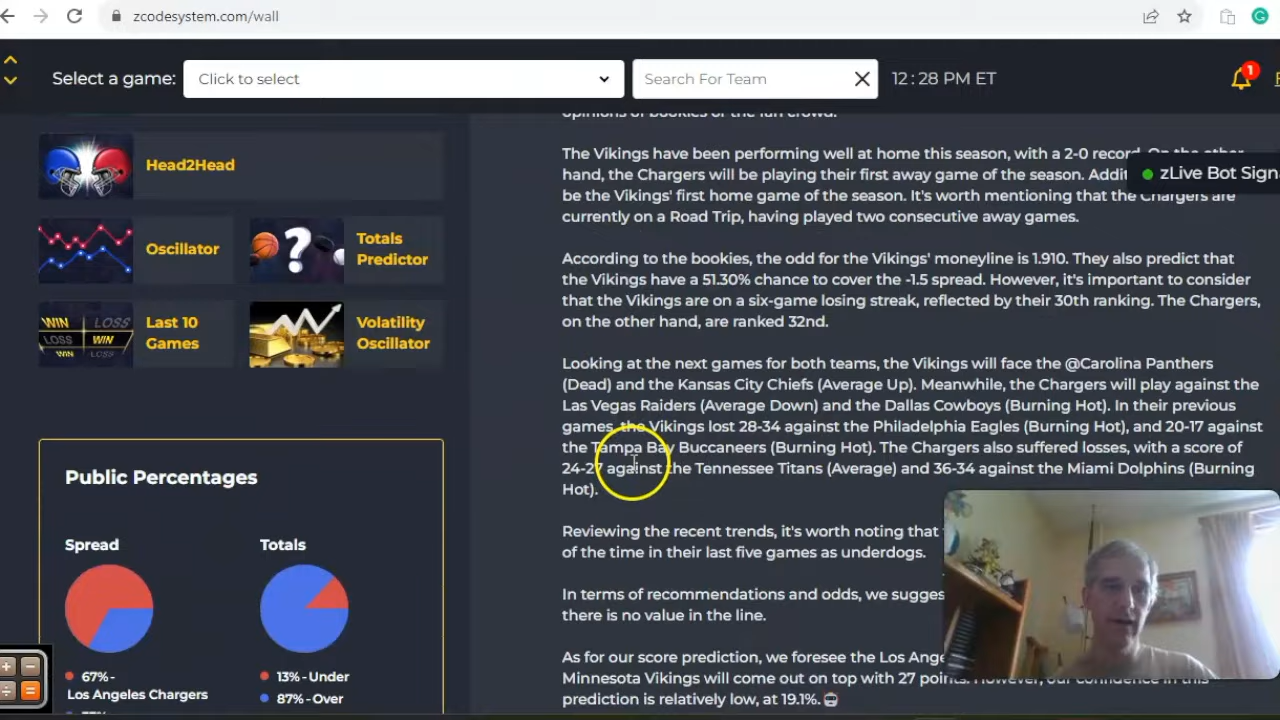 zcodesystem.com/wall
Select a game:
Click to select
Search For Team
12:28 PM ET
1
opinions of bookies or the fan crowd.
Head2Head
Oscillator
Totals
Predictor
Last 10
Games
Volatility
Oscillator
WIN LOSS
LOSS WIN
WIN LOSS
The Vikings have been performing well at home this season, with a 2-0 record. On the other
hand, the Chargers will be playing their first away game of the season.
be the Vikings' first home game of the season. It's worth mentioning that the Chargers are
currently on a Road Trip, having played two consecutive away games.
zLive Bot Signa
According to the bookies, the odd for the Vikings' moneyline is 1.910. They also predict that
the Vikings have a 51.30% chance to cover the -1.5 spread. However, it's important to consider
that the Vikings are on a six-game losing streak, reflected by their 30th ranking. The Chargers,
on the other hand, are ranked 32nd.
Looking at the next games for both teams, the Vikings will face the @Carolina Panthers
(Dead) and the Kansas City Chiefs (Average Up). Meanwhile, the Chargers will play against the
Las Vegas Raiders (Average Down) and the Dallas Cowboys (Burning Hot). In their previous
games, the Vikings lost 28-34 against the Philadelphia Eagles (Burning Hot), and 20-17 against
the Tampa Bay Buccaneers (Burning Hot). The Chargers also suffered losses, with a score of
24-27 against the Tennessee Titans (Average) and 36-34 against the Miami Dolphins (Burning
Hot).
Reviewing the recent trends, it's worth noting that
of the time in their last five games as underdogs.
In terms of recommendations and odds, we
there is no value in the line.
As for our score prediction, we foresee the Los
Minnesota Vikings will come out on top with 27 points. However, our confidence in this
prediction is relatively low, at 19.1%.
Public Percentages
Spread
Totals
67%-
Los Angeles Chargers
13%-Under
87%-Over